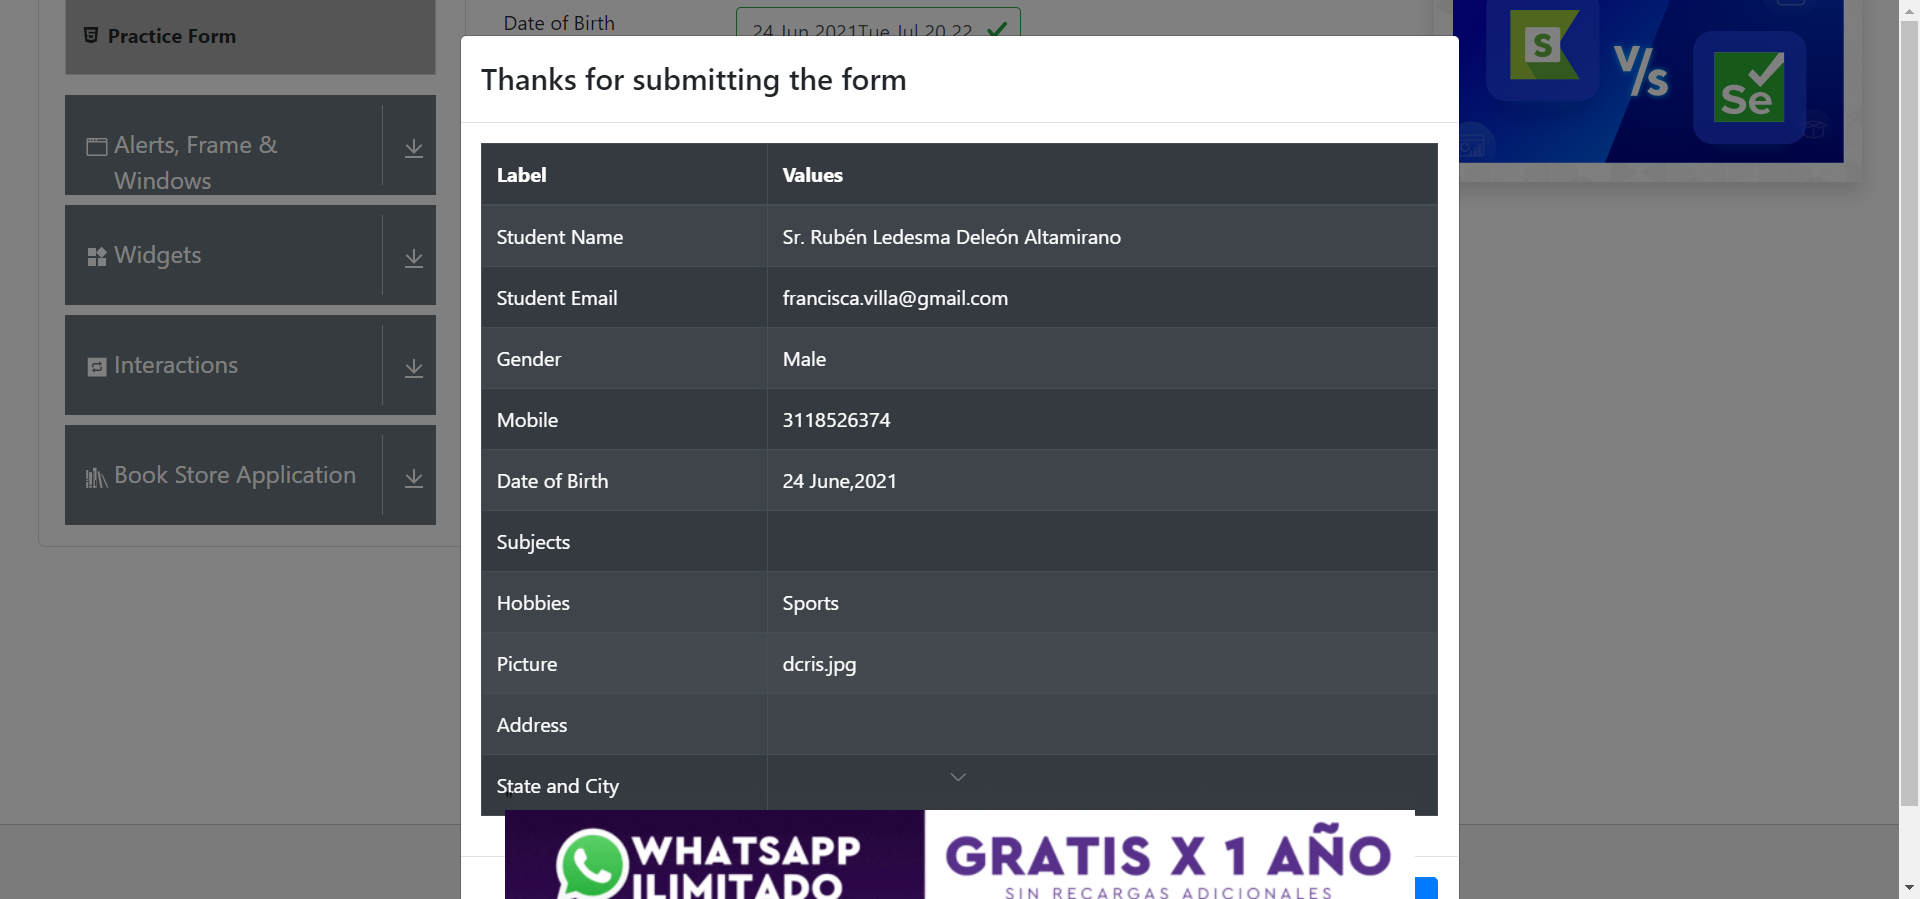 Practice Form
Alerts, Frame &
Windows
Widgets
Interactions
Book Store Application
Date of Birth
24 Jun 2021Tue Jul 20 22
Thanks for submitting the form
Label Values
Student Name Sr. Rubén Ledesma Deleón Altamirano
Student Email francisca.villa@gmail.com
Gender Male
Mobile 3118526374
Date of Birth 24 June,2021
Subjects
Hobbies Sports
Picture dcris.jpg
Address
State and City
S V/s Se
WHATSAPP
ILIMITADO
GRATIS X 1 AÑO
SIN RECARGAS ADICIONALES